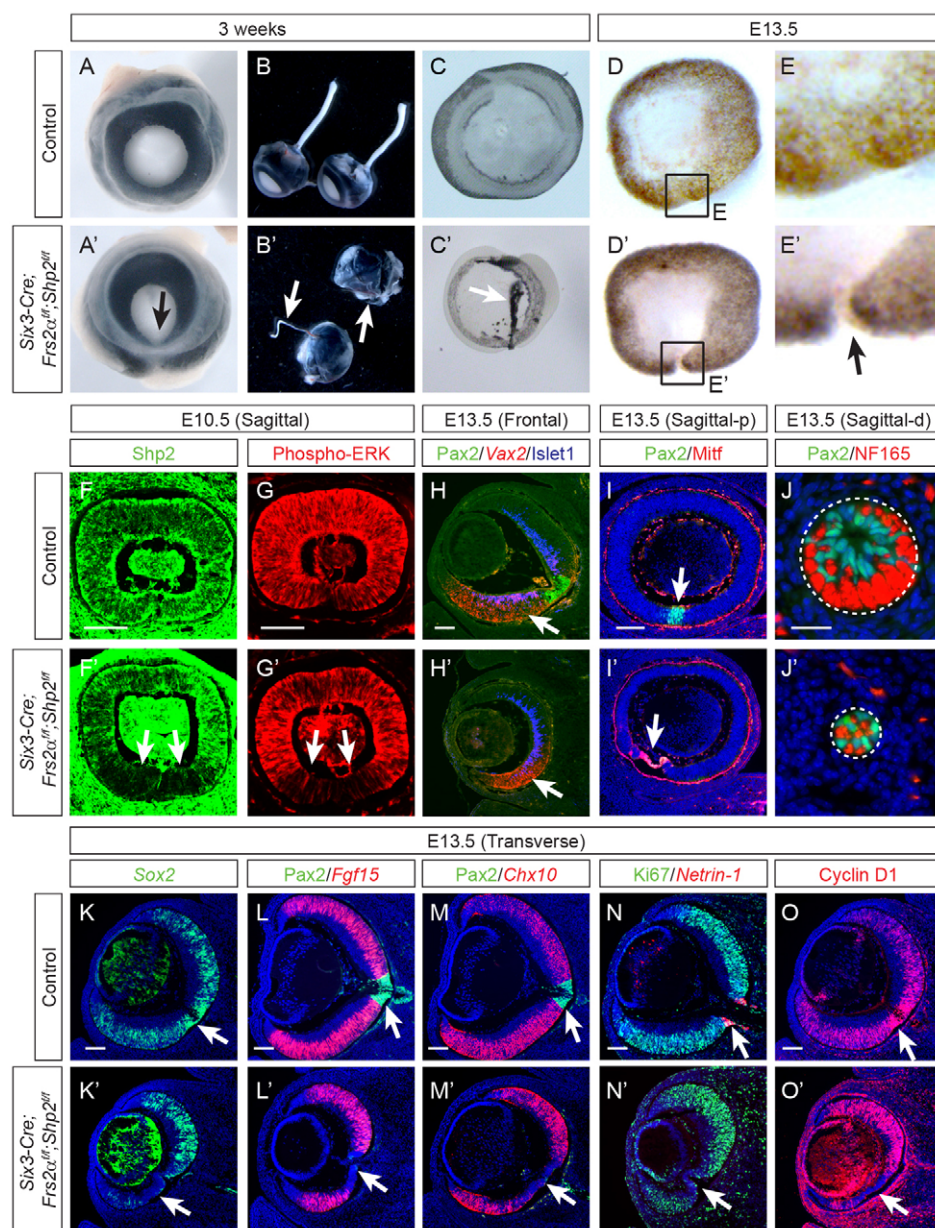 3 weeks
E13.5
Control
A
B
C
D
E
E
Six3-Cre;
Frs2α^f/f;Shp2^f/f
A'
B'
C'
D'
E'
E'
E10.5 (Sagittal)
E13.5 (Frontal)
E13.5 (Sagittal-p)
E13.5 (Sagittal-d)
Shp2
Phospho-ERK
Pax2/Vax2/Islet1
Pax2/Mitf
Pax2/NF165
Control
F
G
H
I
J
Six3-Cre;
Frs2α^f/f;Shp2^f/f
F'
G'
H'
I'
J'
E13.5 (Transverse)
Sox2
Pax2/Fgf15
Pax2/Chx10
Ki67/Netrin-1
Cyclin D1
Control
K
L
M
N
O
Six3-Cre;
Frs2α^f/f;Shp2^f/f
K'
L'
M'
N'
O'